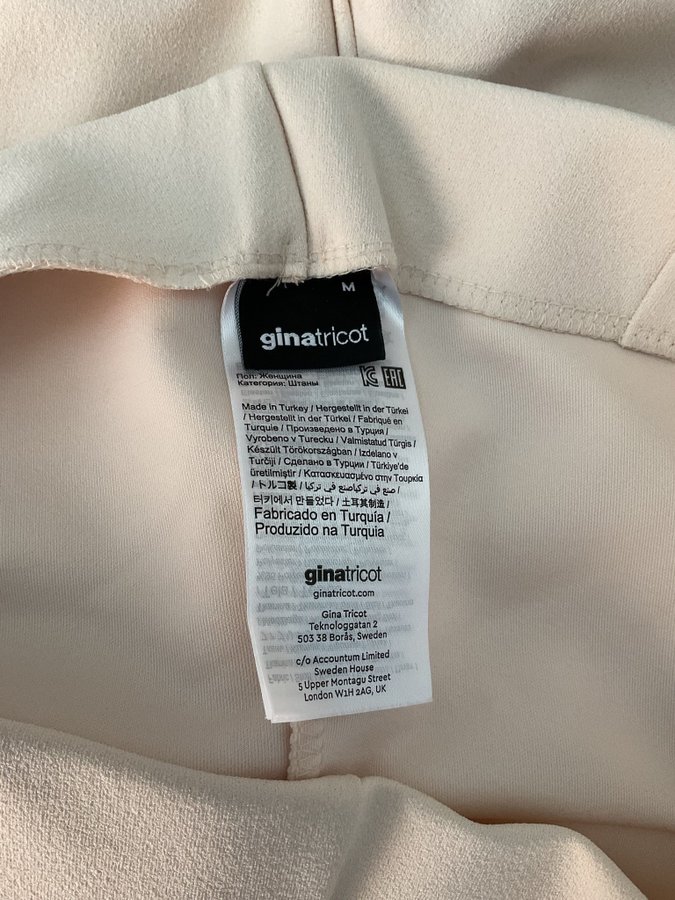 M
ginatricot
Пол: Женщина
Категория: Штаны
EAC
Made in Turkey / Hergestellt in der Türkei
/ Hergestellt in der Türkei / Fabriqué en
Turquie / Произведено в Турция /
Vyrobeno v Turecku / Valmistatud Türgis /
Készült Törökországban / Izdelano v
Turčiji / Сделано в Турции / Türkiye'de
üretilmiştir / Κατασκευασμένο στην Τουρκία
/ トルコ製 / صنع في تركياصنع في تركيا /
터키에서 만들었다 / 土耳其制造 /
Fabricado en Turquía /
Produzido na Turquia
ginatricot
ginatricot.com
Gina Tricot
Teknologgatan 2
503 38 Borås, Sweden
c/o Accountum Limited
Sweden House
5 Upper Montagu Street
London W1H 2AG, UK